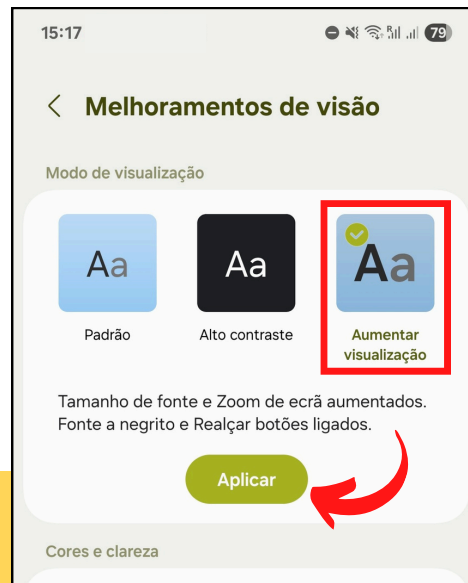 15:17
79
Melhoramentos de visão
Modo de visualização
Aa Aa Aa
Padrão Alto contraste Aumentar visualização
Tamanho de fonte e Zoom de ecrã aumentados.
Fonte a negrito e Realçar botões ligados.
Aplicar
Cores e clareza